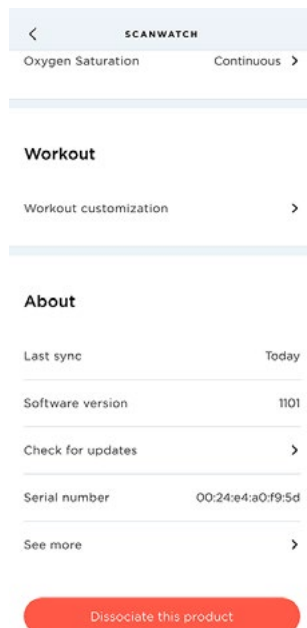 SCANWATCH
Oxygen Saturation Continuous
Workout
Workout customization
About
Last sync Today
Software version 1101
Check for updates
Serial number 00:24:e4:a0:f9:5d
See more
Dissociate this product